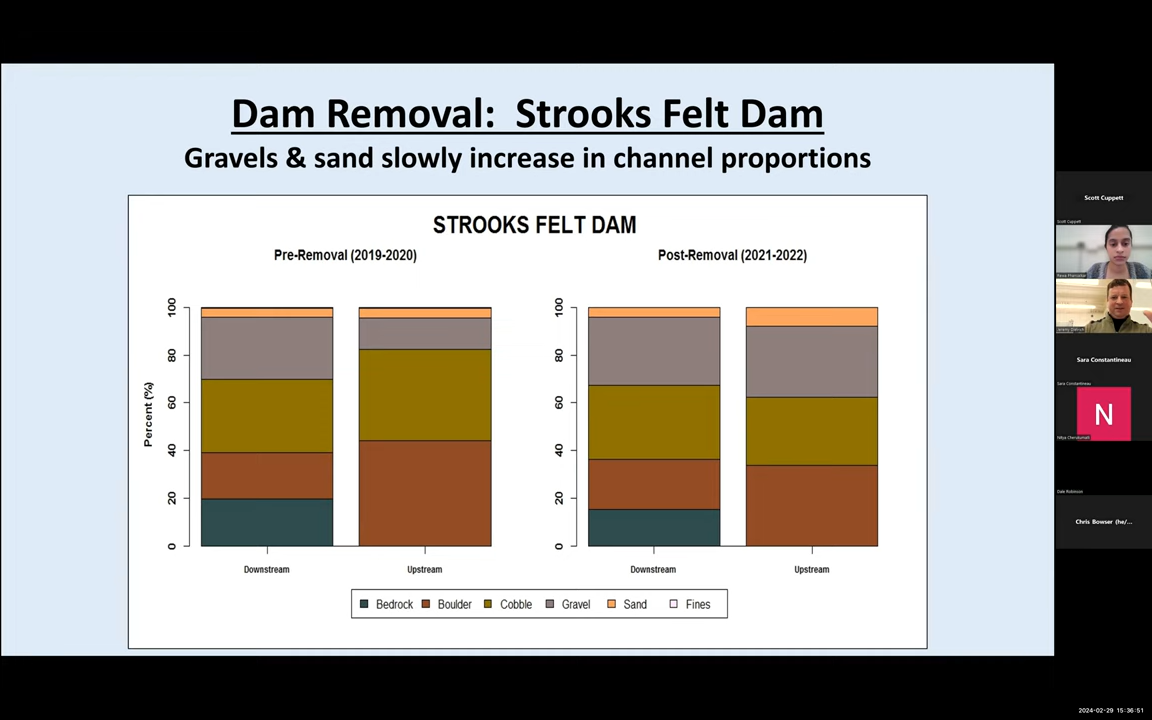 Dam Removal: Strooks Felt Dam
Gravels & sand slowly increase in channel proportions
STROOKS FELT DAM
Pre-Removal (2019-2020)
Post-Removal (2021-2022)
Percent (%)
100
80
60
40
20
0
100
80
60
40
20
0
Downstream
Upstream
Downstream
Upstream
Bedrock
Boulder
Cobble
Gravel
Sand
Fines
Scott Cuppett
Scott Cuppett
Sara Constantineau
Sara Constantineau
N
Dale Robinson
Chris Bowser (he/...
2024-02-29 15:36:51